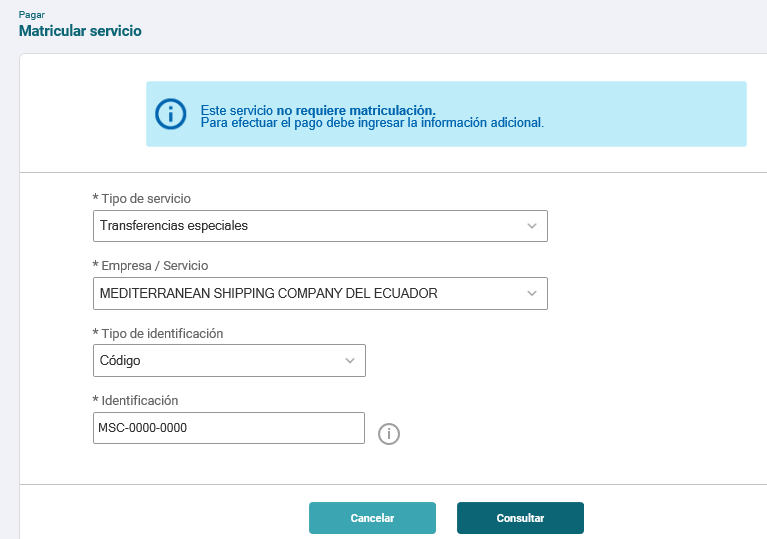 Pagar
Matricular servicio
Este servicio no requiere matriculación.
Para efectuar el pago debe ingresar la información adicional.
* Tipo de servicio
Transferencias especiales
* Empresa / Servicio
MEDITERRANEAN SHIPPING COMPANY DEL ECUADOR
* Tipo de identificación
Código
* Identificación
MSC-0000-0000
Cancelar
Consultar